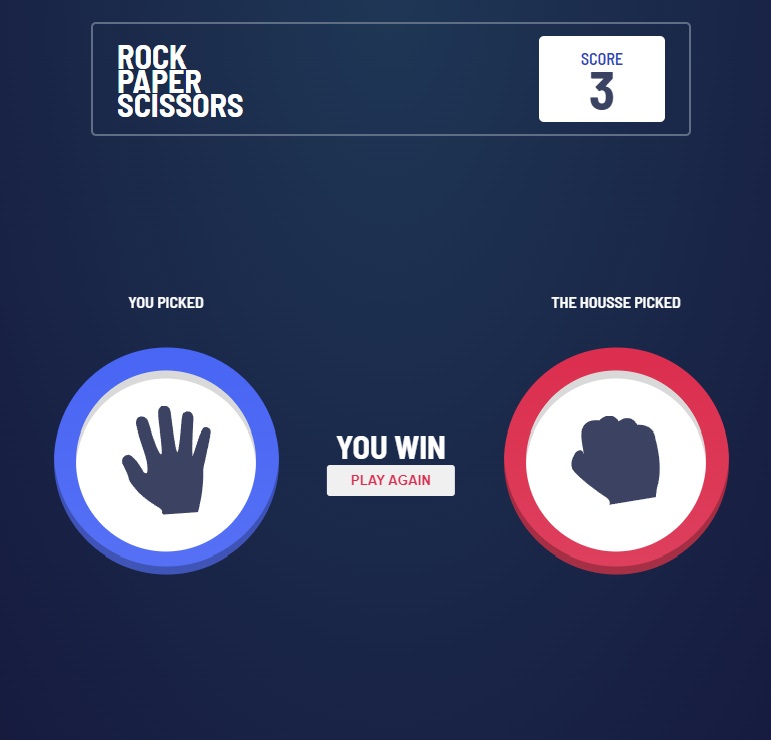 ROCK
PAPER
SCISSORS
SCORE
3
YOU PICKED
THE HOUSSE PICKED
YOU WIN
PLAY AGAIN